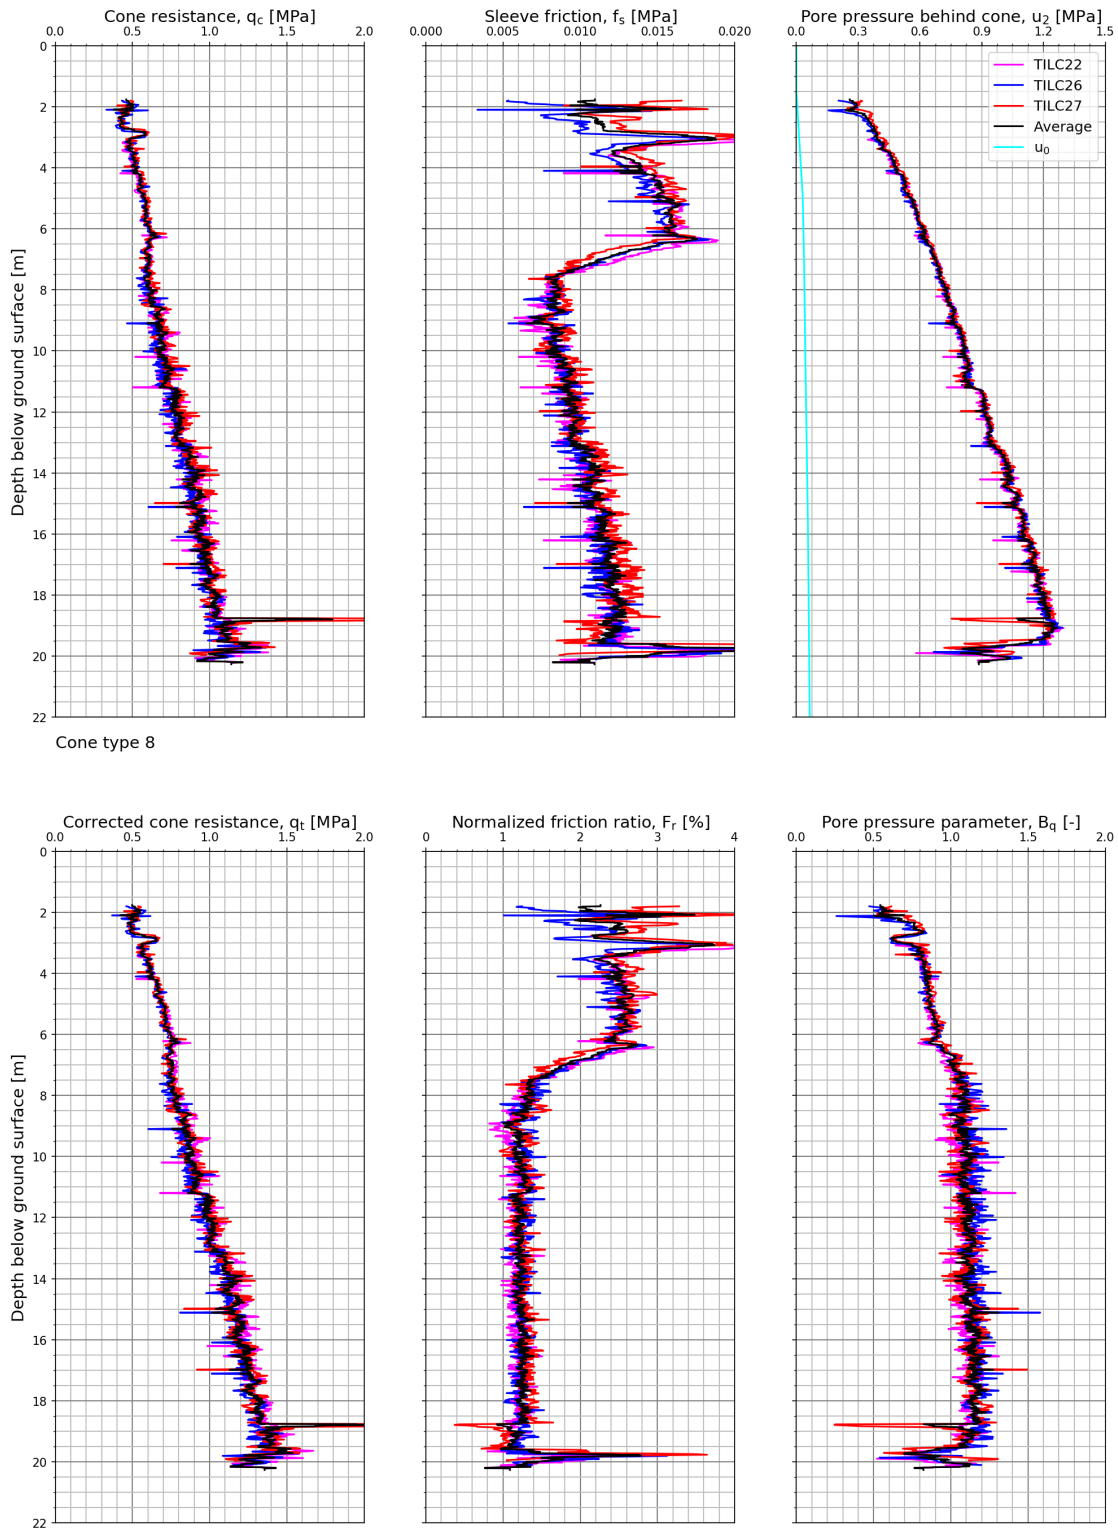 Cone resistance, qc [MPa]
0.0 0.5 1.0 1.5 2.0
Sleeve friction, fs [MPa]
0.000 0.005 0.010 0.015 0.020
Pore pressure behind cone, u2 [MPa]
0.0 0.3 0.6 0.9 1.2 1.5
TILC22
TILC26
TILC27
Average
u0
Depth below ground surface [m]
0
2
4
6
8
10
12
14
16
18
20
22
Cone type 8
Corrected cone resistance, qt [MPa]
0.0 0.5 1.0 1.5 2.0
Normalized friction ratio, Fr [%]
0 1 2 3 4
Pore pressure parameter, Bq [-]
0.0 0.5 1.0 1.5 2.0
Depth below ground surface [m]
0
2
4
6
8
10
12
14
16
18
20
22